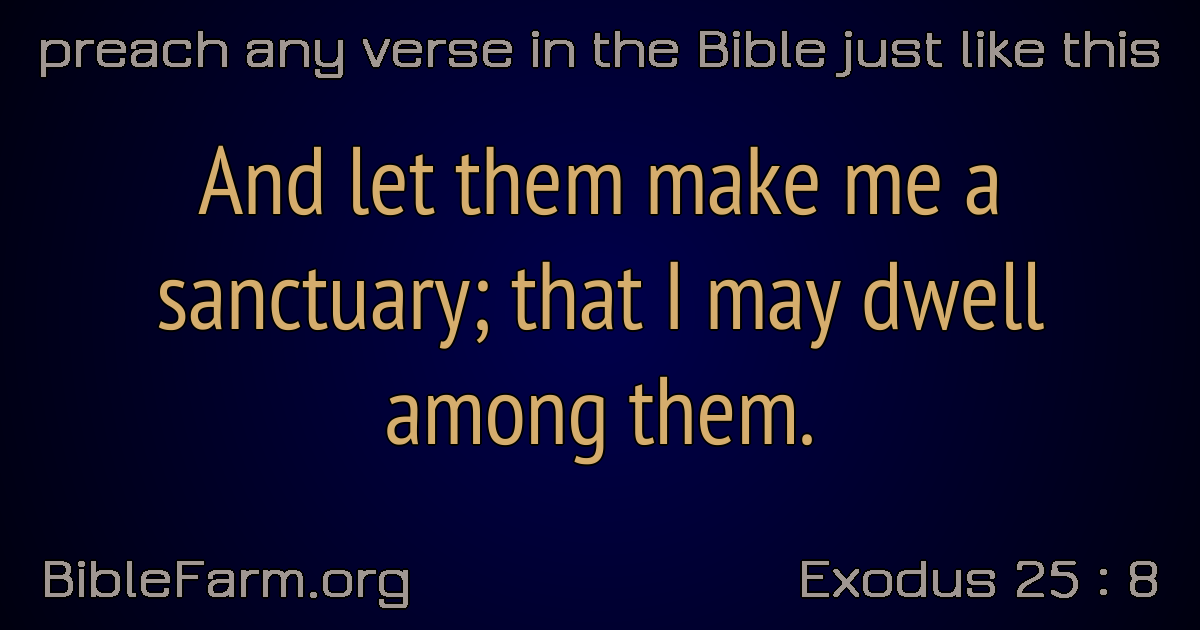 preach any verse in the Bible just like this
And let them make me a
sanctuary; that I may dwell
among them.
BibleFarm.org
Exodus 25 : 8